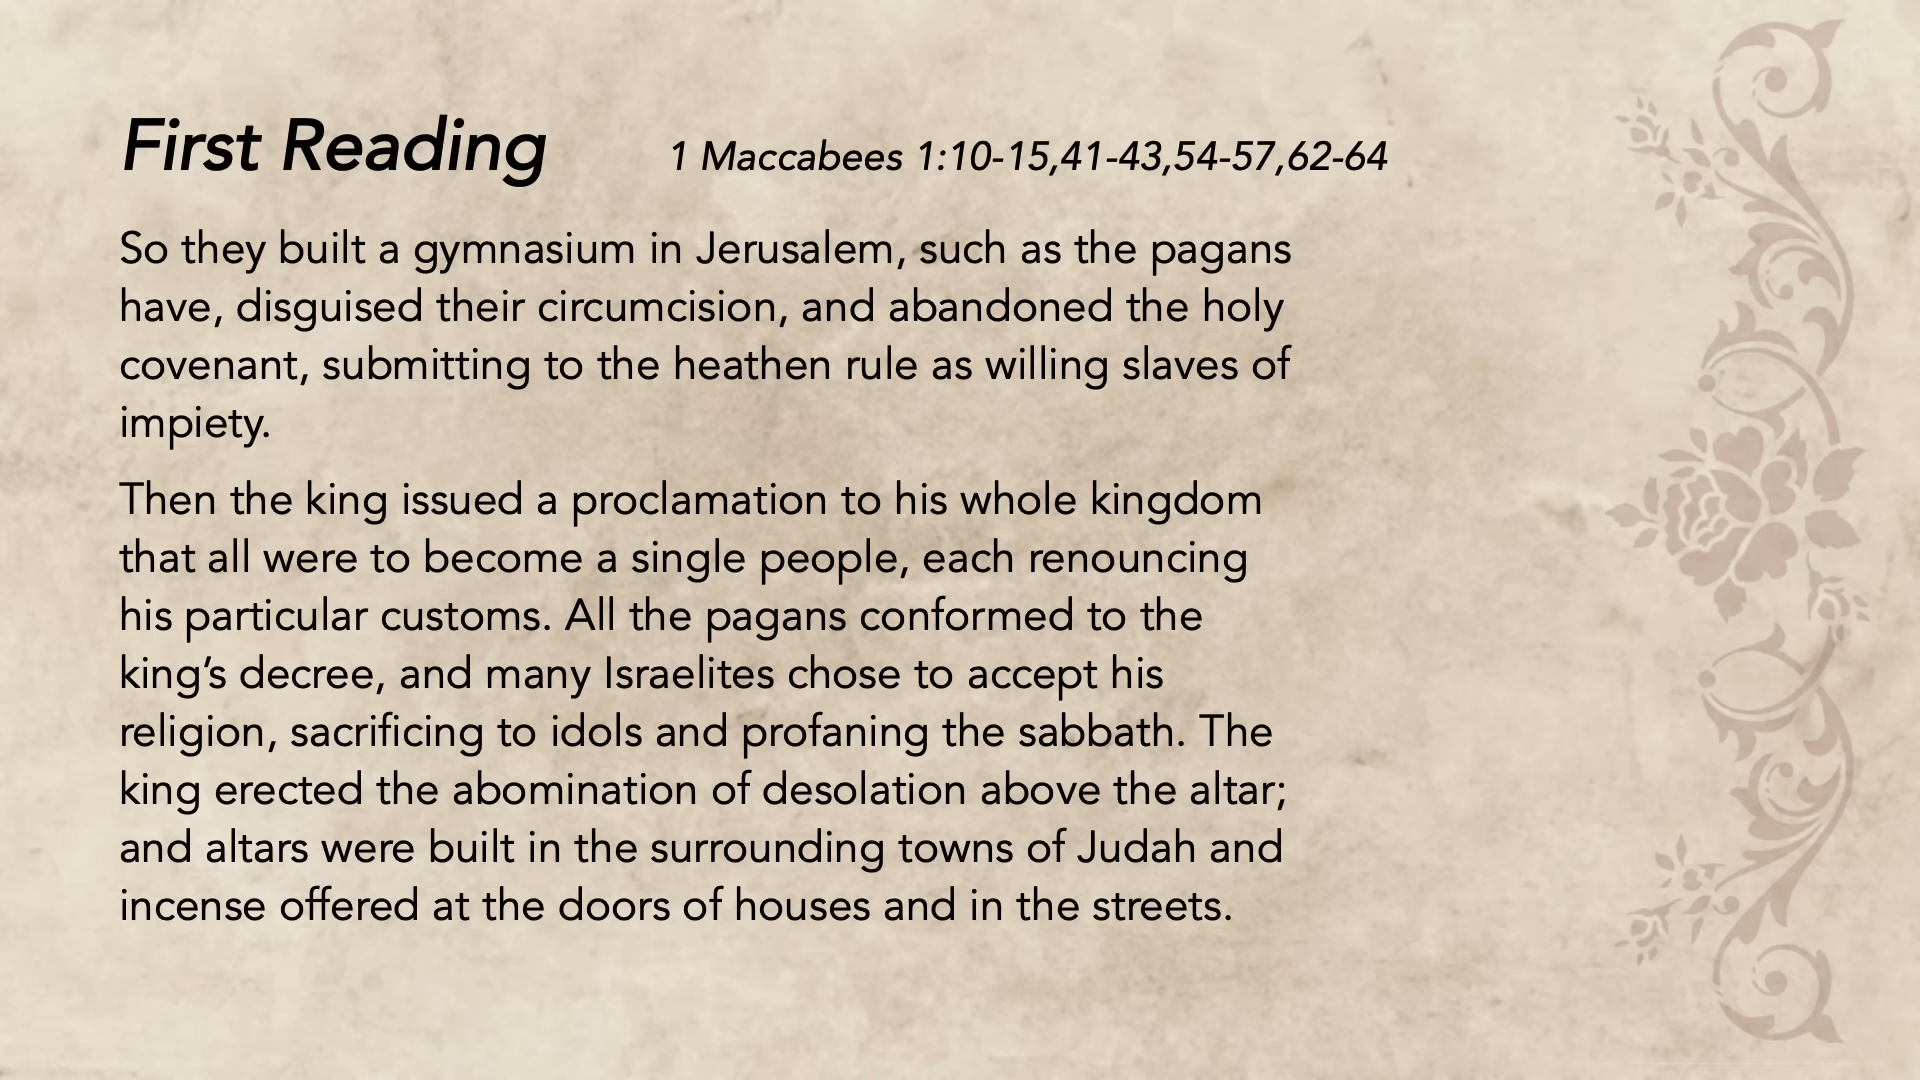 First Reading 1 Maccabees 1:10-15,41-43,54-57,62-64
So they built a gymnasium in Jerusalem, such as the pagans
have, disguised their circumcision, and abandoned the holy
covenant, submitting to the heathen rule as willing slaves of
impiety.
Then the king issued a proclamation to his whole kingdom
that all were to become a single people, each renouncing
his particular customs. All the pagans conformed to the
king’s decree, and many Israelites chose to accept his
religion, sacrificing to idols and profaning the sabbath. The
king erected the abomination of desolation above the altar;
and altars were built in the surrounding towns of Judah and
incense offered at the doors of houses and in the streets.